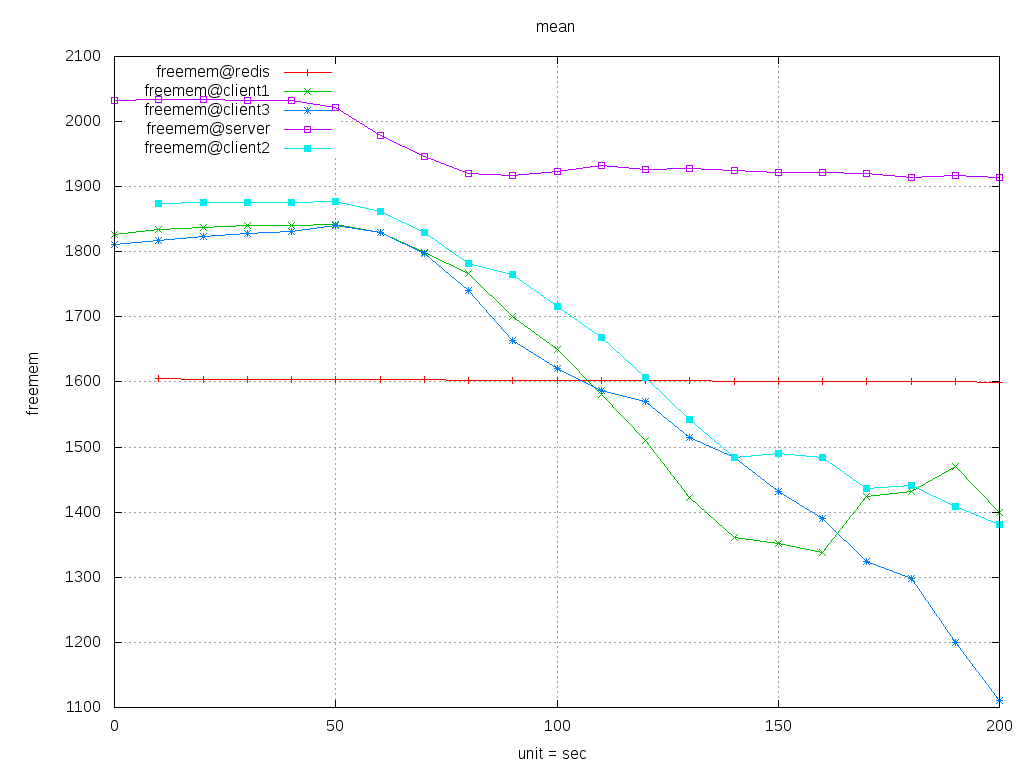 mean
2100
2000
1900
1800
1700
1600
1500
1400
1300
1200
1100
freemem
freemem@redis
freemem@client1
freemem@client3
freemem@server
freemem@client2
0
50
100
150
200
unit = sec